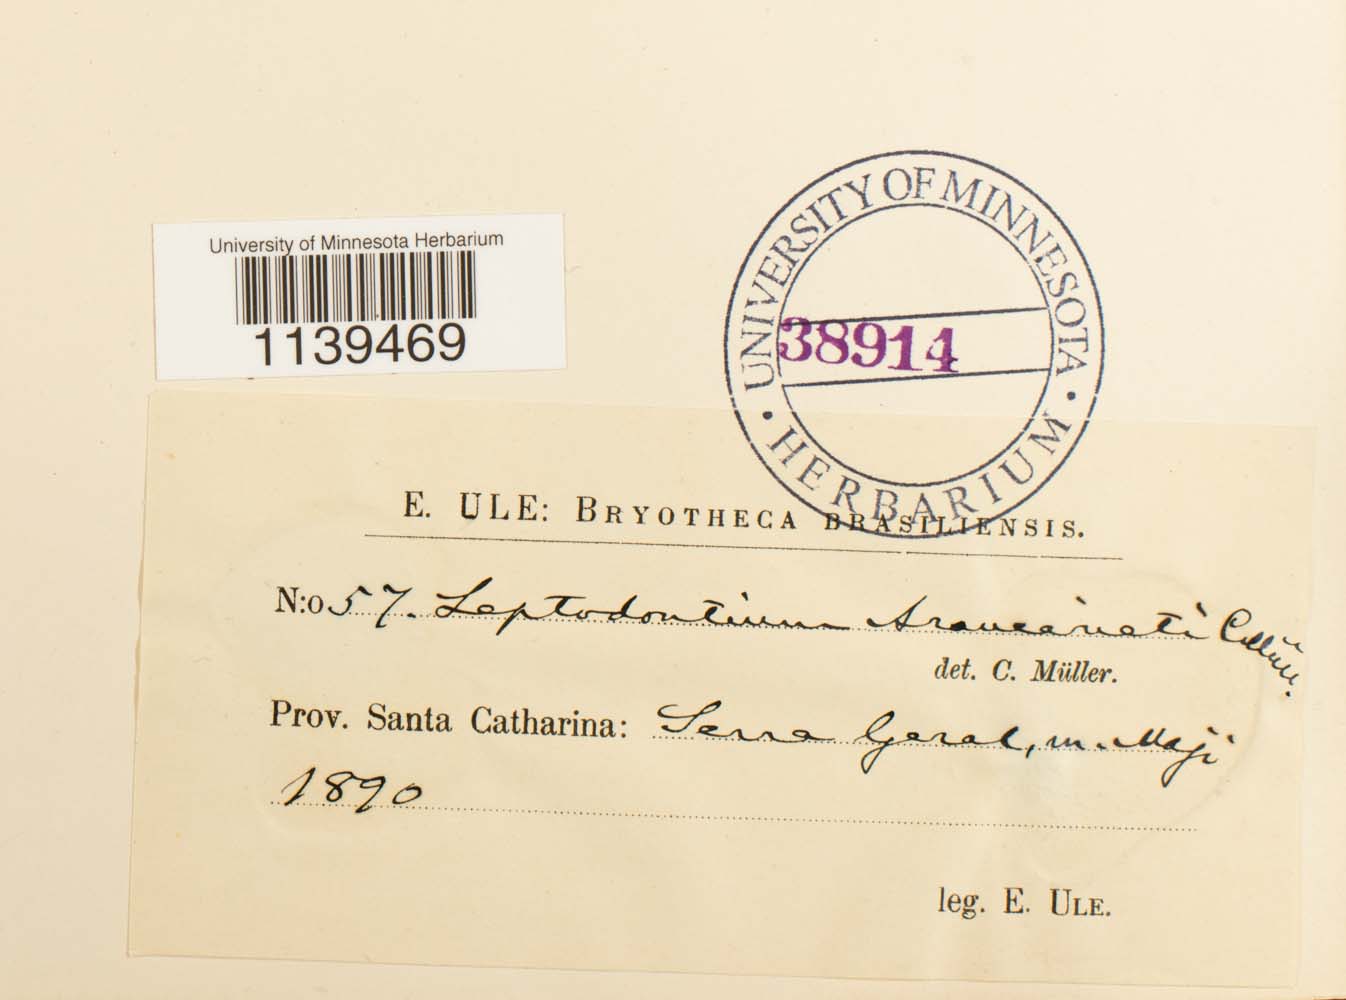 University of Minnesota Herbarium
1139469
UNIVERSITY OF MINNESOTA
38914
· HERBARIUM ·
E. ULE: BRYOTHECA BRASILIENSIS.
N:o 57. Leptodontium Araucarieti C. Müll.
det. C. Müller.
Prov. Santa Catharina: Serra Geral, m. Maji
1890
leg. E. ULE.